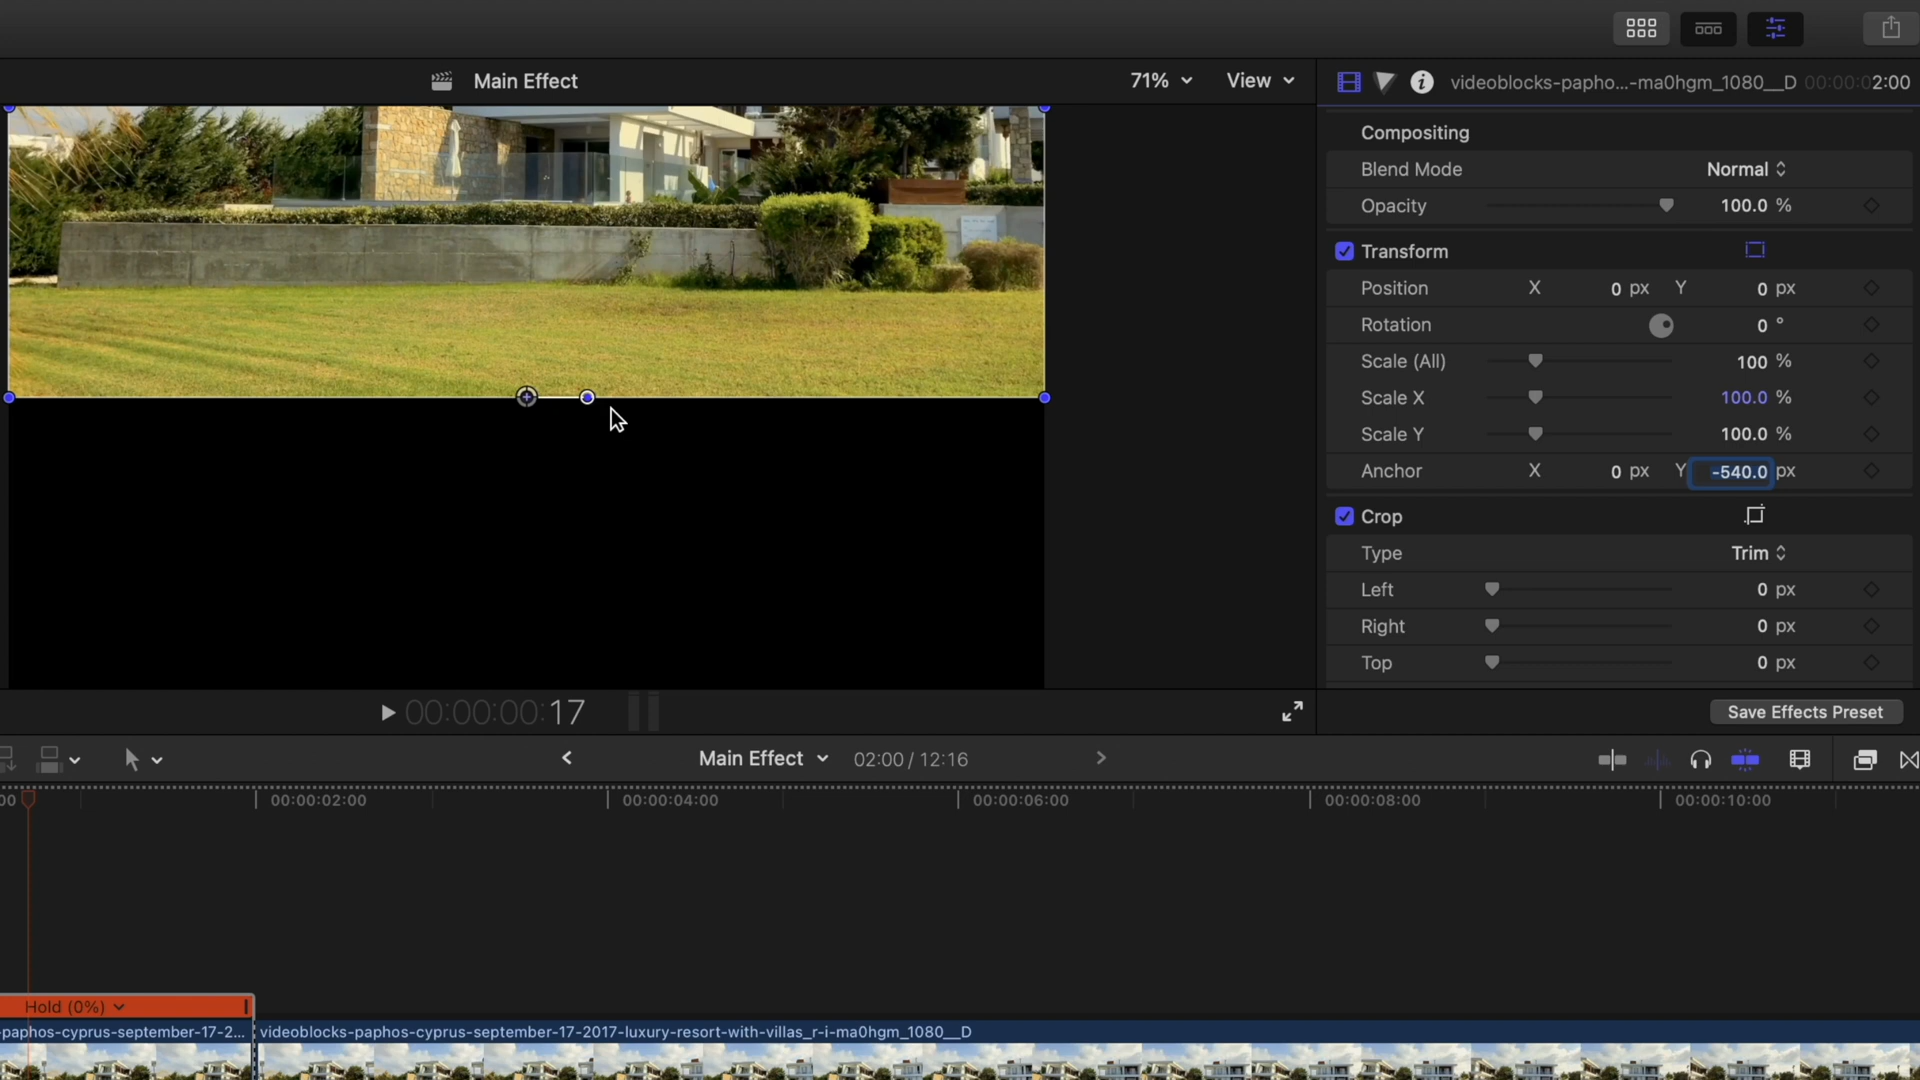 Main Effect
71%
View
videoblocks-papho...-ma0hgm_1080__D
00:00:02:00
Compositing
Blend Mode Normal
Opacity 100.0 %
Transform
Position X 0 px Y 0 px
Rotation 0 °
Scale (All) 100 %
Scale X 100.0 %
Scale Y 100.0 %
Anchor X 0 px Y -540.0 px
Crop
Type Trim
Left 0 px
Right 0 px
Top 0 px
00:00:00:17
Save Effects Preset
Main Effect 02:00 / 12:16
00 00:00:02:00 00:00:04:00 00:00:06:00 00:00:08:00 00:00:10:00
Hold (0%)
-paphos-cyprus-september-17-2...
videoblocks-paphos-cyprus-september-17-2017-luxury-resort-with-villas_r-i-ma0hgm_1080__D